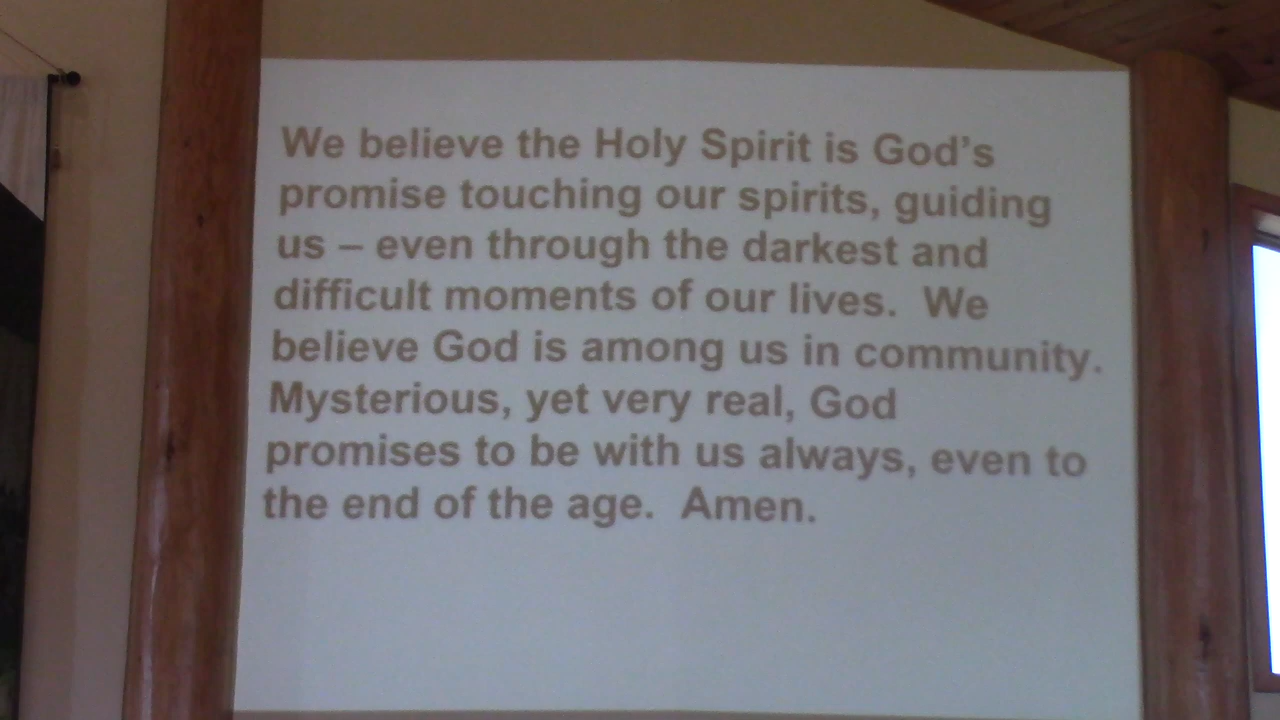 We believe the Holy Spirit is God’s
promise touching our spirits, guiding
us – even through the darkest and
difficult moments of our lives.  We
believe God is among us in community.
Mysterious, yet very real, God
promises to be with us always, even to
the end of the age.  Amen.